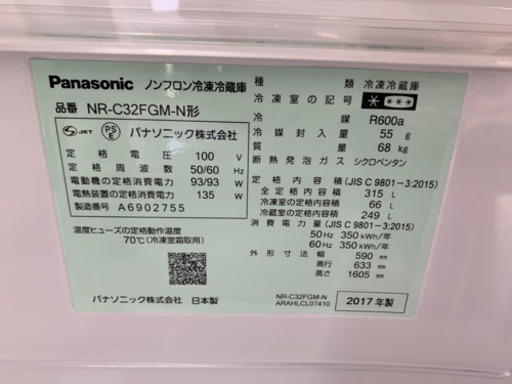 Panasonic ノンフロン冷凍冷蔵庫
品番 NR-C32FGM-N形
JET PSE パナソニック株式会社
定格電圧 100 V
定格周波数 50/60 Hz
電動機の定格消費電力 93/93 W
電熱装置の定格消費電力 135 W
製造番号 A6902755
温度ヒューズの定格動作温度
70℃(冷凍室霜取用)
パナソニック株式会社 日本製
種類 冷凍冷蔵庫
冷凍室の記号
冷媒 R600a
冷媒封入量 55 g
質量 68 kg
断熱発泡ガス シクロペンタン
定格内容積 (JIS C 9801-3:2015)
全定格内容積 315 L
冷凍室の定格内容積 66 L
冷蔵室の定格内容積 249 L
消費電力量 (JIS C 9801-3:2015)
50Hz 350 kWh/年
60Hz 350 kWh/年
外形寸法 幅 590 mm
奥行 633 mm
高さ 1605 mm
NR-C32FGM-N
ARAHLCL07410
2017年製